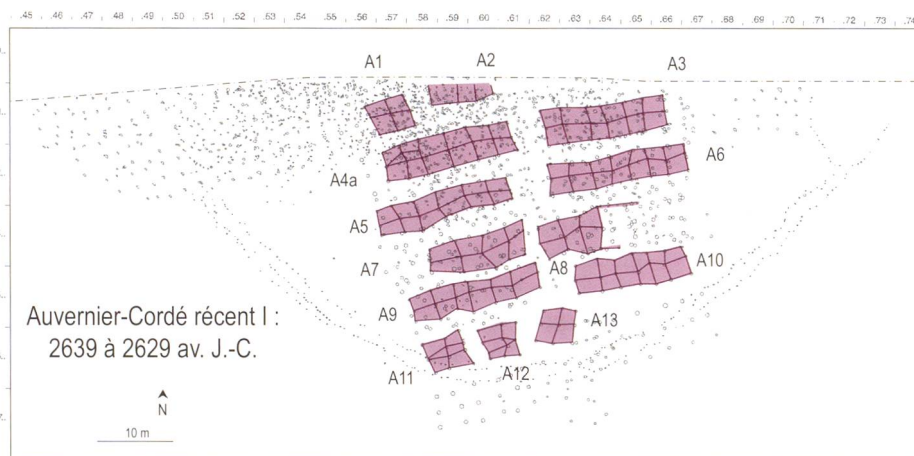 .45 .46 .47 .48 .49 .50 .51 .52 .53 .54 .55 .56 .57 .58 .59 .60 .61 .62 .63 .64 .65 .66 .67 .68 .69 .70 .71 .72 .73 .74
A1 A2 A3
A4a A6
A5
A7 A8 A10
A9 A13
A11 A12
Auvernier-Cordé récent I :
2639 à 2629 av. J.-C.
N
10 m